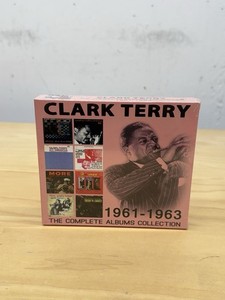 CLARK TERRY
MORE
1961-1963
THE COMPLETE ALBUMS COLLECTION